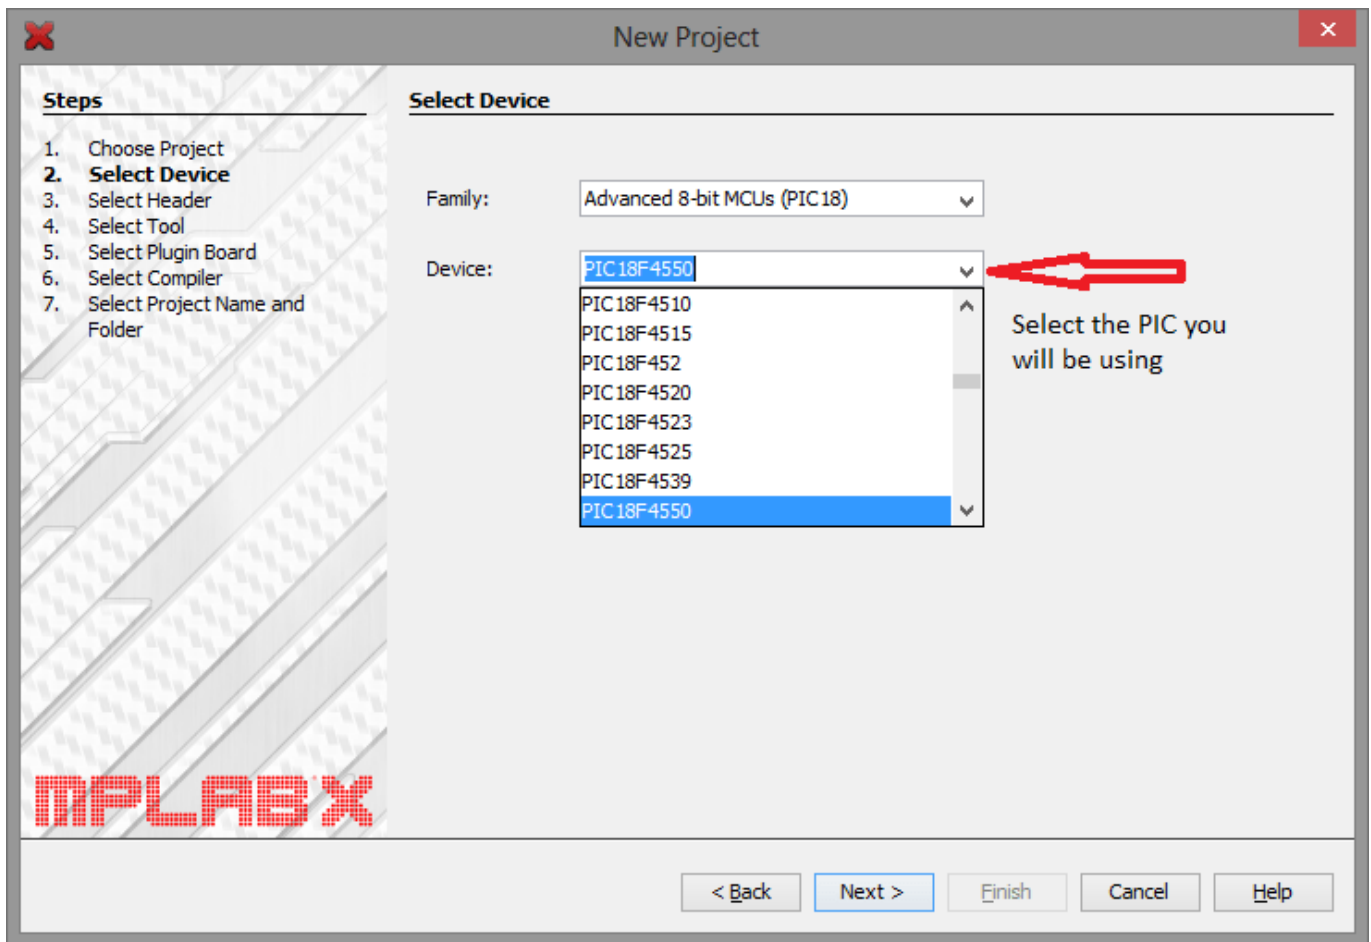 New Project
Steps
1. Choose Project
2. Select Device
3. Select Header
4. Select Tool
5. Select Plugin Board
6. Select Compiler
7. Select Project Name and
Folder
MPLAB X
Select Device
Family: Advanced 8-bit MCUs (PIC18)
Device: PIC18F4550
PIC18F4510
PIC18F4515
PIC18F452
PIC18F4520
PIC18F4523
PIC18F4525
PIC18F4539
PIC18F4550
Select the PIC you
will be using
< Back Next > Finish Cancel Help